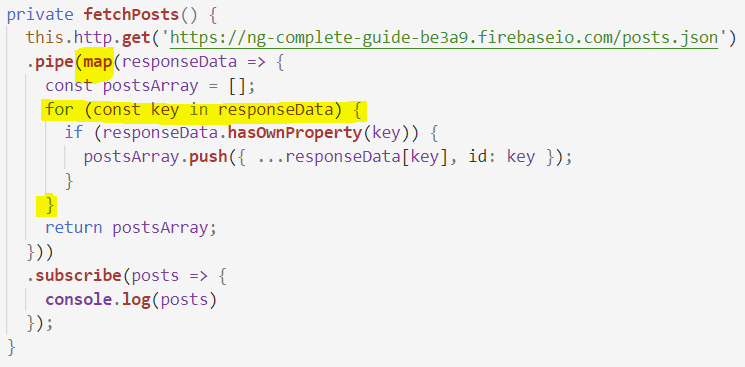 private fetchPosts() {
this.http.get('https://ng-complete-guide-be3a9.firebaseio.com/posts.json')
.pipe(map(responseData => {
const postsArray = [];
for (const key in responseData) {
if (responseData.hasOwnProperty(key)) {
postsArray.push({ ...responseData[key], id: key });
}
}
return postsArray;
}))
.subscribe(posts => {
console.log(posts)
});
}